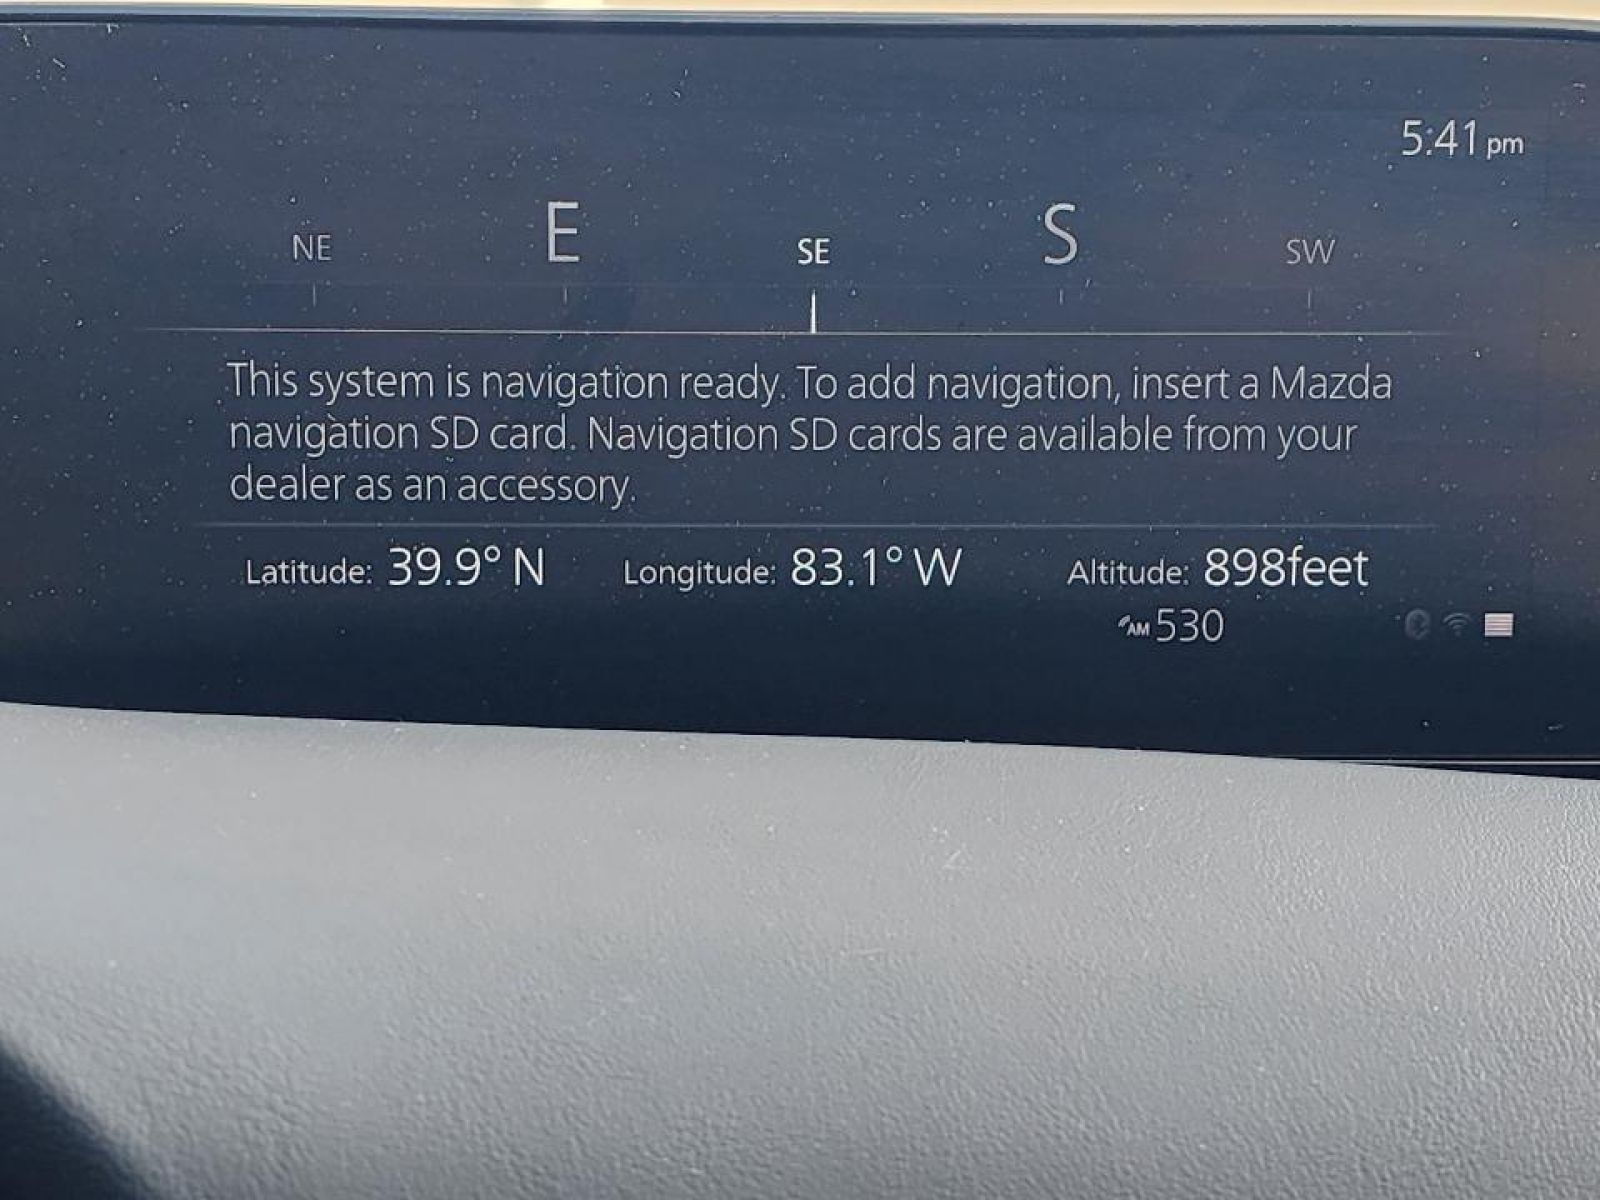 5:41 pm
NE E SE S SW
This system is navigation ready. To add navigation, insert a Mazda
navigation SD card. Navigation SD cards are available from your
dealer as an accessory.
Latitude: 39.9° N Longitude: 83.1° W Altitude: 898feet
AM 530